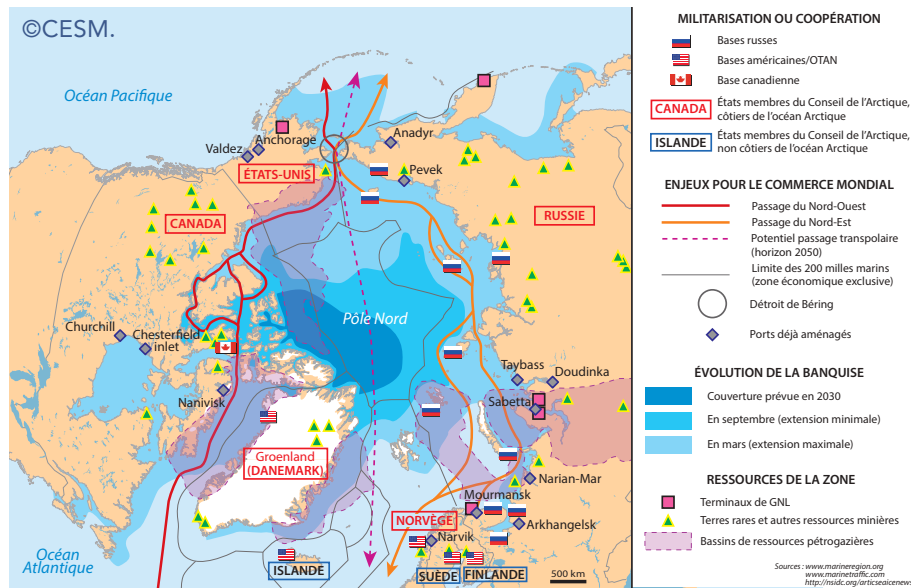 ©CESM.
Océan Pacifique
Anchorage
Valdez
Anadyr
Pevek
ÉTATS-UNIS
CANADA
RUSSIE
Pôle Nord
Churchill
Chesterfield
inlet
Nanivisk
Taybass
Doudinka
Sabetta
Groenland
(DANEMARK)
Narian-Mar
Mourmansk
NORVÈGE
Arkhangelsk
Narvik
Océan
Atlantique
ISLANDE
SUÈDE
FINLANDE
500 km
MILITARISATION OU COOPÉRATION
Bases russes
Bases américaines/OTAN
Base canadienne
CANADA
États membres du Conseil de l'Arctique,
côtiers de l'océan Arctique
ISLANDE
États membres du Conseil de l'Arctique,
non côtiers de l'océan Arctique
ENJEUX POUR LE COMMERCE MONDIAL
Passage du Nord-Ouest
Passage du Nord-Est
Potentiel passage transpolaire
(horizon 2050)
Limite des 200 milles marins
(zone économique exclusive)
Détroit de Béring
Ports déjà aménagés
ÉVOLUTION DE LA BANQUISE
Couverture prévue en 2030
En septembre (extension minimale)
En mars (extension maximale)
RESSOURCES DE LA ZONE
Terminaux de GNL
Terres rares et autres ressources minières
Bassins de ressources pétrogazières
Sources : www.marineregion.org
www.marinetraffic.com
http://nsidc.org/articeaicenew